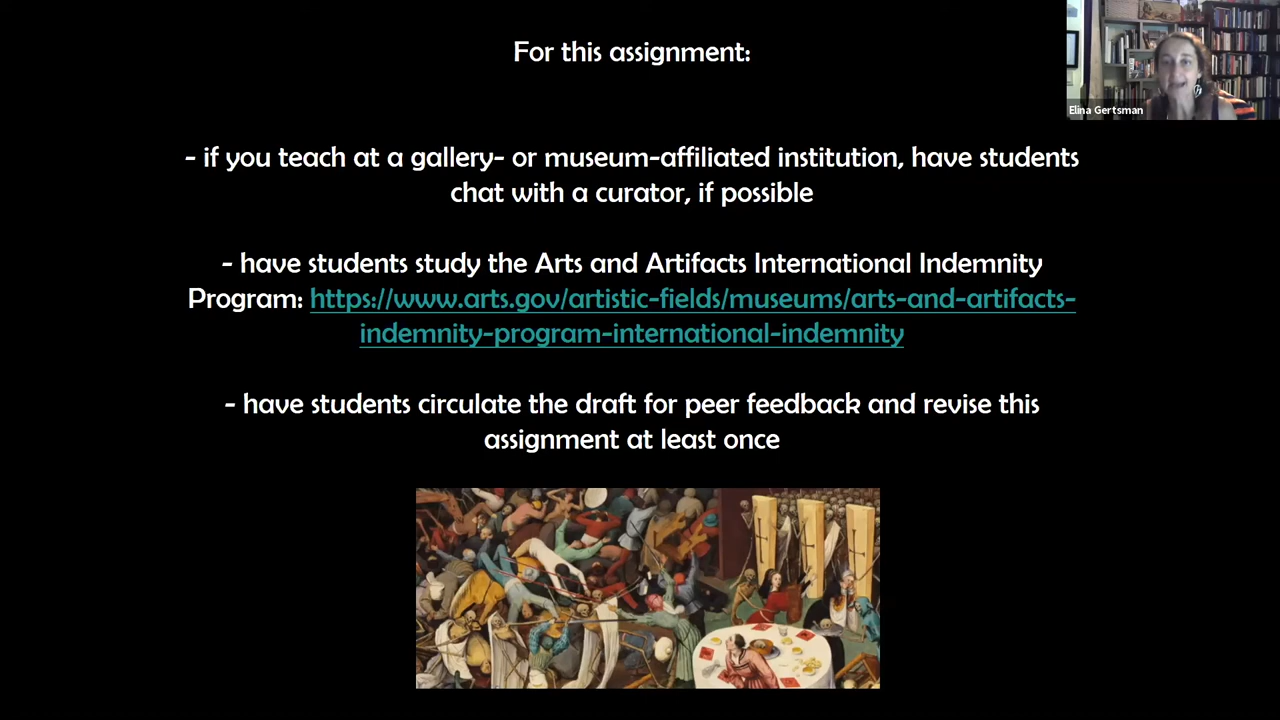 For this assignment:
Elina Gertsman
- if you teach at a gallery- or museum-affiliated institution, have students
chat with a curator, if possible
- have students study the Arts and Artifacts International Indemnity
Program: https://www.arts.gov/artistic-fields/museums/arts-and-artifacts-
indemnity-program-international-indemnity
- have students circulate the draft for peer feedback and revise this
assignment at least once